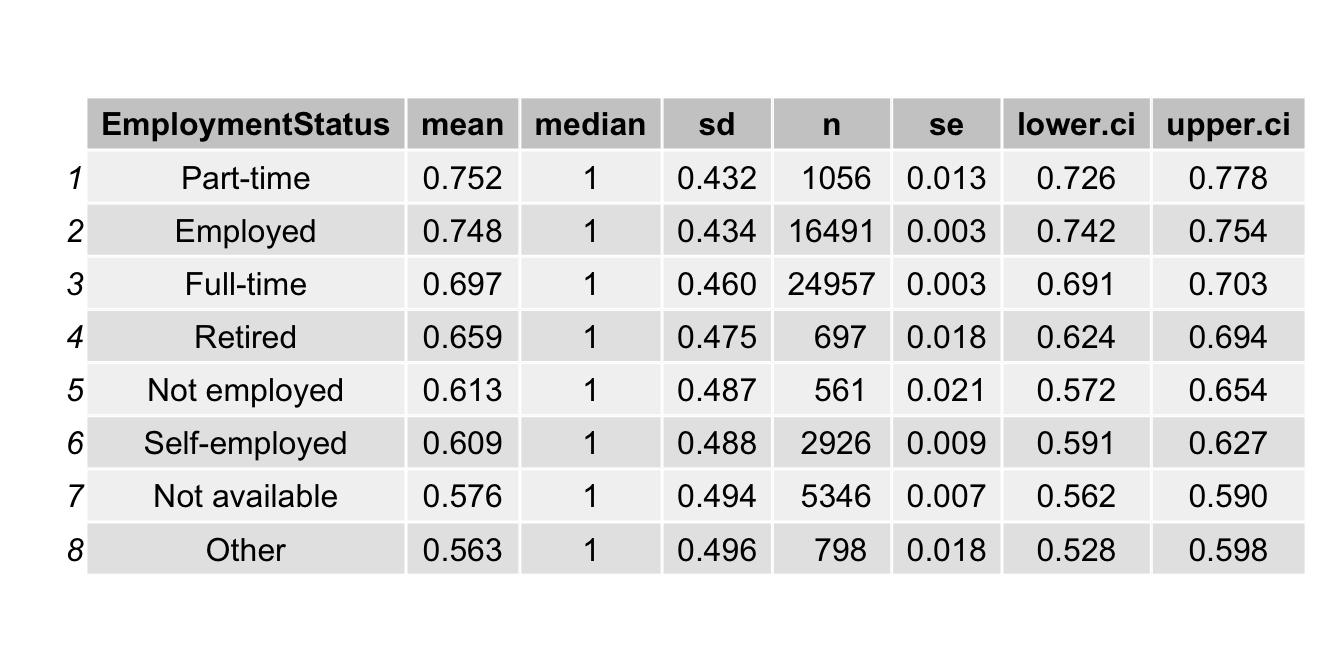 EmploymentStatus mean median sd n se lower.ci upper.ci
1 Part-time 0.752 1 0.432 1056 0.013 0.726 0.778
2 Employed 0.748 1 0.434 16491 0.003 0.742 0.754
3 Full-time 0.697 1 0.460 24957 0.003 0.691 0.703
4 Retired 0.659 1 0.475 697 0.018 0.624 0.694
5 Not employed 0.613 1 0.487 561 0.021 0.572 0.654
6 Self-employed 0.609 1 0.488 2926 0.009 0.591 0.627
7 Not available 0.576 1 0.494 5346 0.007 0.562 0.590
8 Other 0.563 1 0.496 798 0.018 0.528 0.598